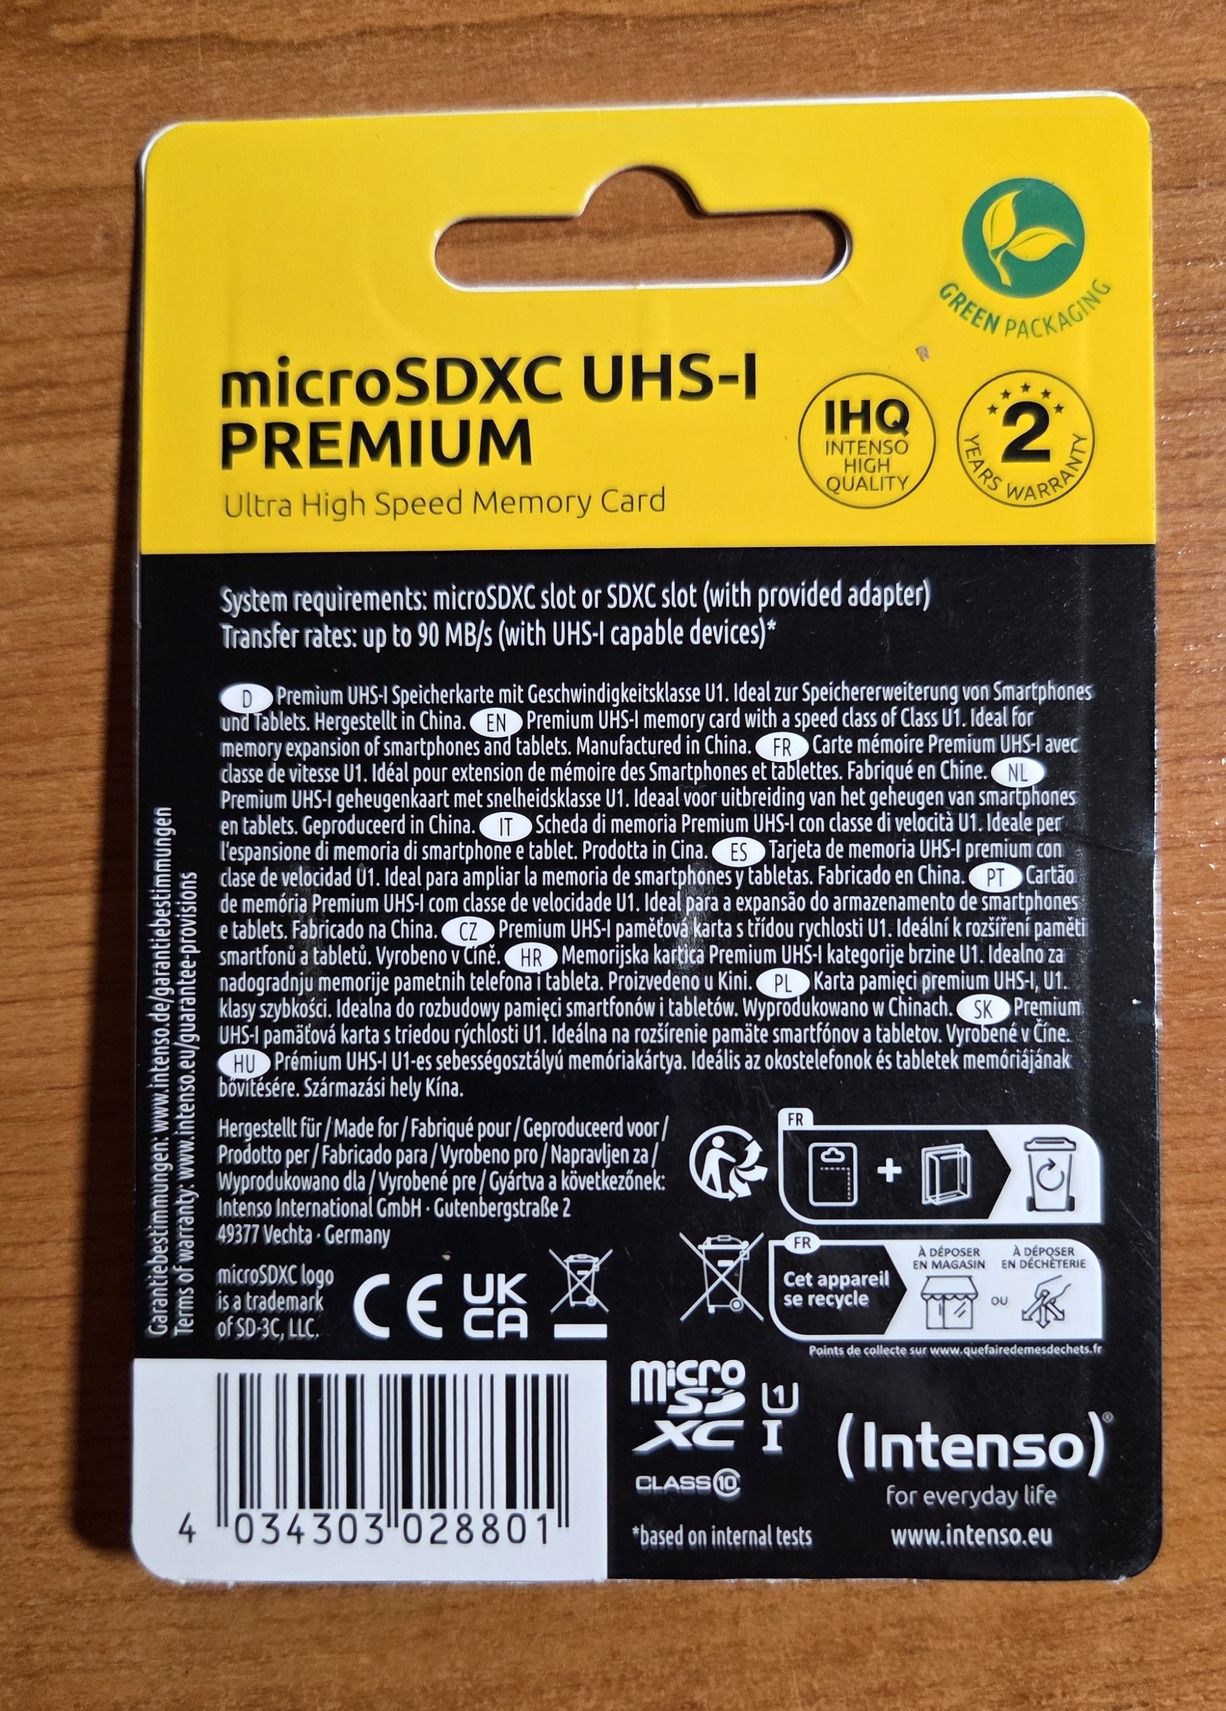 GREEN PACKAGING
microSDXC UHS-I
PREMIUM
Ultra High Speed Memory Card
IHQ
INTENSO
HIGH
QUALITY
2
YEARS WARRANTY
System requirements: microSDXC slot or SDXC slot (with provided adapter)
Transfer rates: up to 90 MB/s (with UHS-I capable devices)*
D Premium UHS-I Speicherkarte mit Geschwindigkeitsklasse U1. Ideal zur Speichererweiterung von Smartphones
und Tablets. Hergestellt in China. EN Premium UHS-I memory card with a speed class of Class U1. Ideal for
memory expansion of smartphones and tablets. Manufactured in China. FR Carte mémoire Premium UHS-I avec
classe de vitesse U1. Idéal pour extension de mémoire des Smartphones et tablettes. Fabriqué en Chine. NL
Premium UHS-I geheugenkaart met snelheidsklasse U1. Ideaal voor uitbreiding van het geheugen van smartphones
en tablets. Geproduceerd in China. IT Scheda di memoria Premium UHS-I con classe di velocità U1. Ideale per
l'espansione di memoria di smartphone e tablet. Prodotta in Cina. ES Tarjeta de memoria UHS-I premium con
clase de velocidad U1. Ideal para ampliar la memoria de smartphones y tabletas. Fabricado en China. PT Cartão
de memória Premium UHS-I com classe de velocidade U1. Ideal para a expansão do armazenamento de smartphones
e tablets. Fabricado na China. CZ Premium UHS-I paměťová karta s třídou rychlosti U1. Ideální k rozšíření paměti
smartfonů a tabletů. Vyrobeno v Číně. HR Memorijska kartica Premium UHS-I kategorije brzine U1. Idealno za
nadogradnju memorije pametnih telefona i tableta. Proizvedeno u Kini. PL Karta pamięci premium UHS-I, U1.
klasy szybkości. Idealna do rozbudowy pamięci smartfonów i tabletów. Wyprodukowano w Chinach. SK Premium
UHS-I pamäťová karta s triedou rýchlosti U1. Ideálna na rozšírenie pamäte smartfónov a tabletov. Vyrobené v Číne.
HU Prémium UHS-I U1-es sebességosztályú memóriakártya. Ideális az okostelefonok és tabletek memóriájának
bővítésére. Származási hely Kína.
Garantiebestimmungen: www.intenso.de/garantiebestimmungen
Terms of warranty: www.intenso.eu/guarantee-provisions
Hergestellt für / Made for / Fabriqué pour / Geproduceerd voor /
Prodotto per / Fabricado para / Vyrobeno pro / Napravljen za /
Wyprodukowano dla / Vyrobené pre / Gyártva a következőnek:
Intenso International GmbH · Gutenbergstraße 2
49377 Vechta · Germany
FR
+
microSDXC logo
is a trademark
of SD-3C, LLC.
CE
UK
CA
FR
Cet appareil
se recycle
À DÉPOSER
EN MAGASIN
OU
À DÉPOSER
EN DÉCHÈTERIE
Points de collecte sur www.quefairedemesdechets.fr
4 034303 028801
micro
SD
XC
1
I
CLASS 10
*based on internal tests
(Intenso)®
for everyday life
www.intenso.eu